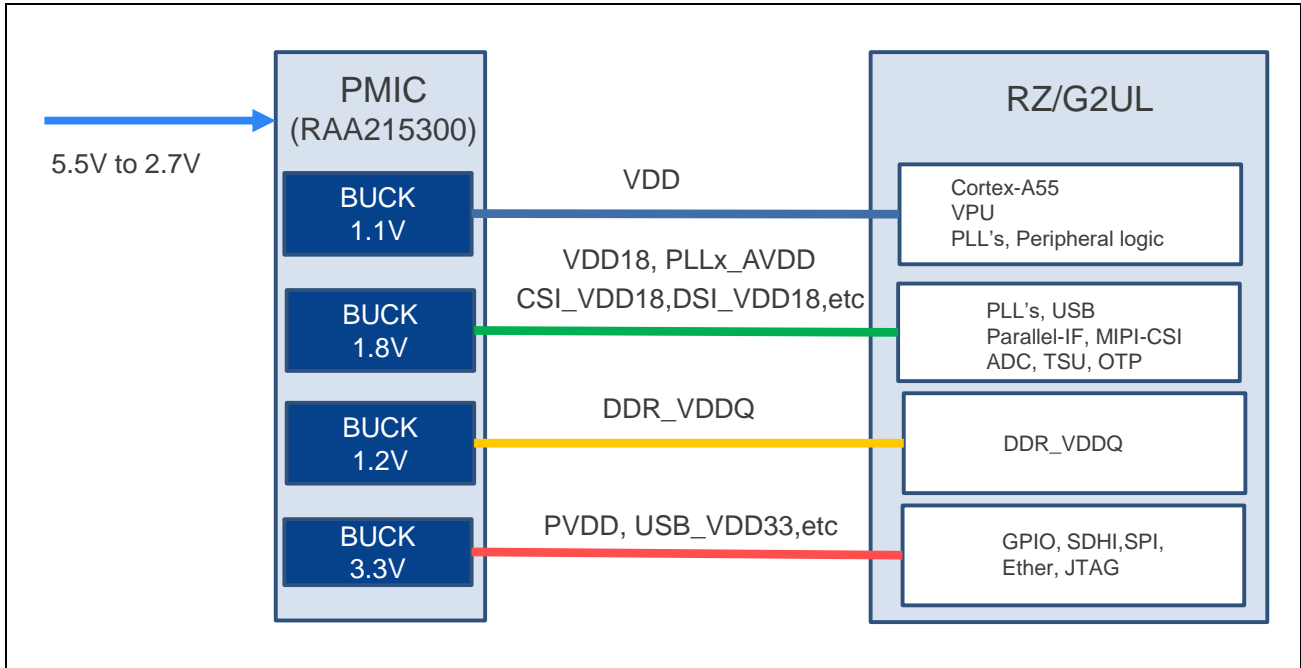 PMIC
(RAA215300)
5.5V to 2.7V
BUCK
1.1V
BUCK
1.8V
BUCK
1.2V
BUCK
3.3V
VDD
VDD18, PLLx_AVDD
CSI_VDD18,DSI_VDD18,etc
DDR_VDDQ
PVDD, USB_VDD33,etc
RZ/G2UL
Cortex-A55
VPU
PLL's, Peripheral logic
PLL's, USB
Parallel-IF, MIPI-CSI
ADC, TSU, OTP
DDR_VDDQ
GPIO, SDHI,SPI,
Ether, JTAG